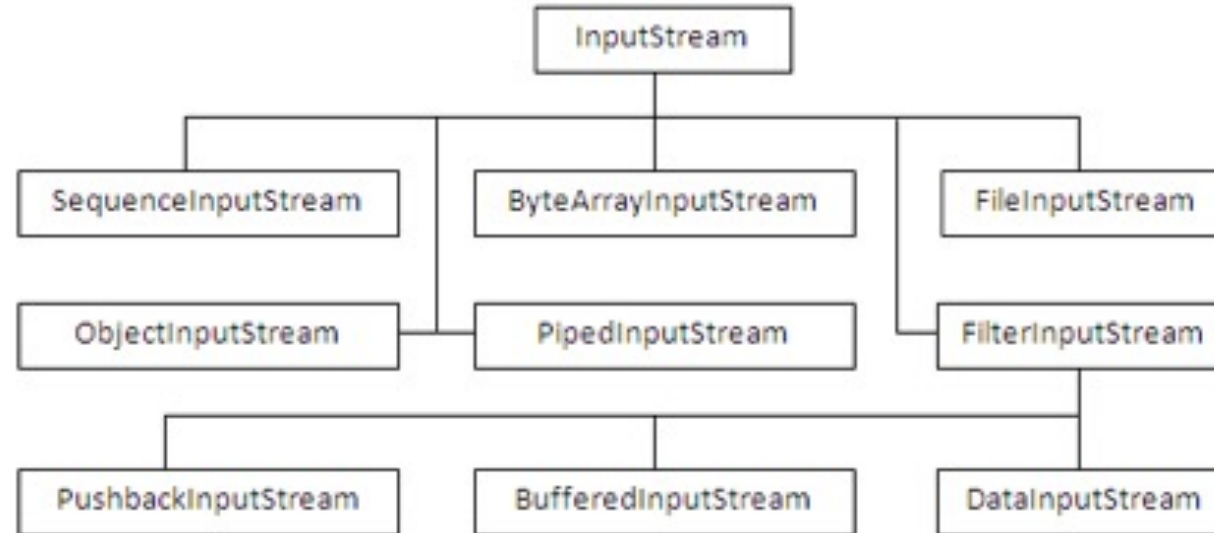 InputStream
SequenceInputStream
ByteArrayInputStream
FileInputStream
ObjectInputStream
PipedInputStream
FilterInputStream
PushbackInputStream
BufferedInputStream
DataInputStream